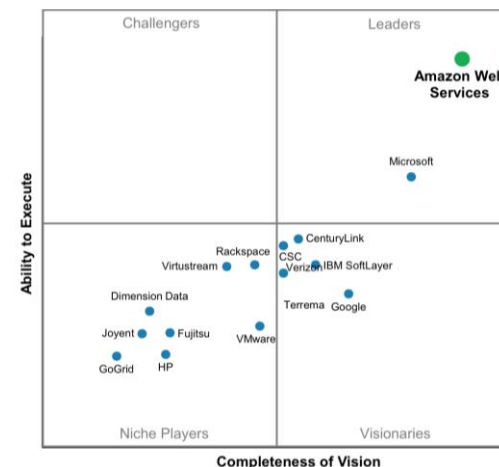 Challengers
Leaders
Amazon Wel
Services
Microsoft
Ability to Execute
CenturyLink
CSC
Rackspace
Virtustream
Verizon
IBM SoftLayer
Dimension Data
Terrema
Google
Joyent
Fujitsu
VMware
GoGrid
HP
Niche Players
Visionaries
Completeness of Vision